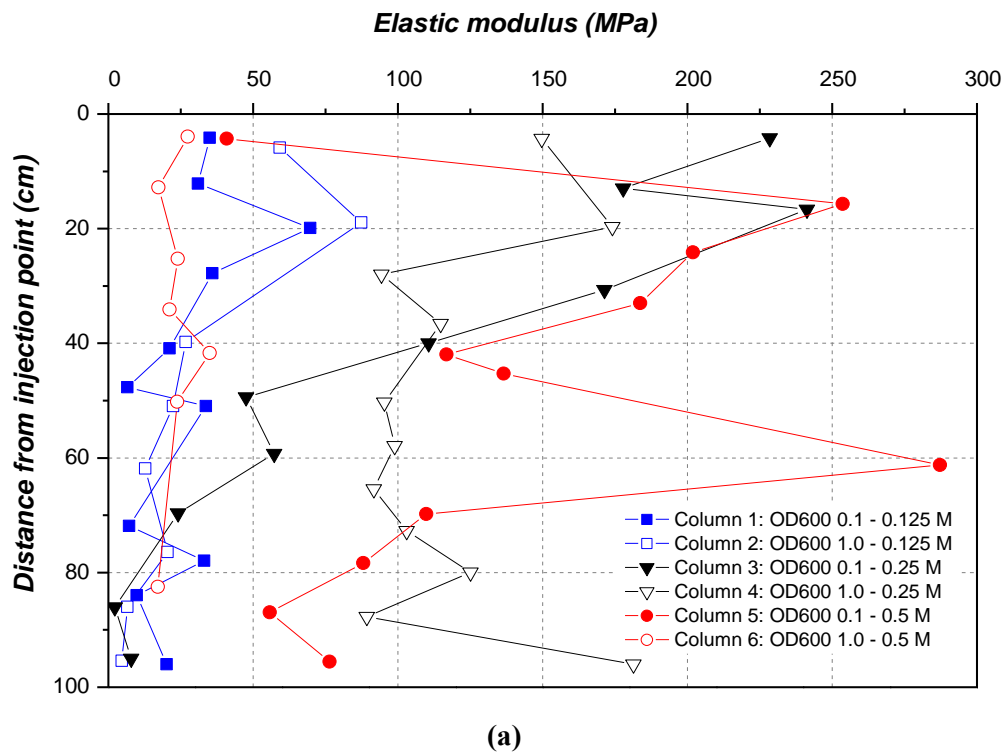 Elastic modulus (MPa)
0 50 100 150 200 250 300
Distance from injection point (cm)
0
20
40
60
80
100
Column 1: OD600 0.1 - 0.125 M
Column 2: OD600 1.0 - 0.125 M
Column 3: OD600 0.1 - 0.25 M
Column 4: OD600 1.0 - 0.25 M
Column 5: OD600 0.1 - 0.5 M
Column 6: OD600 1.0 - 0.5 M
(a)